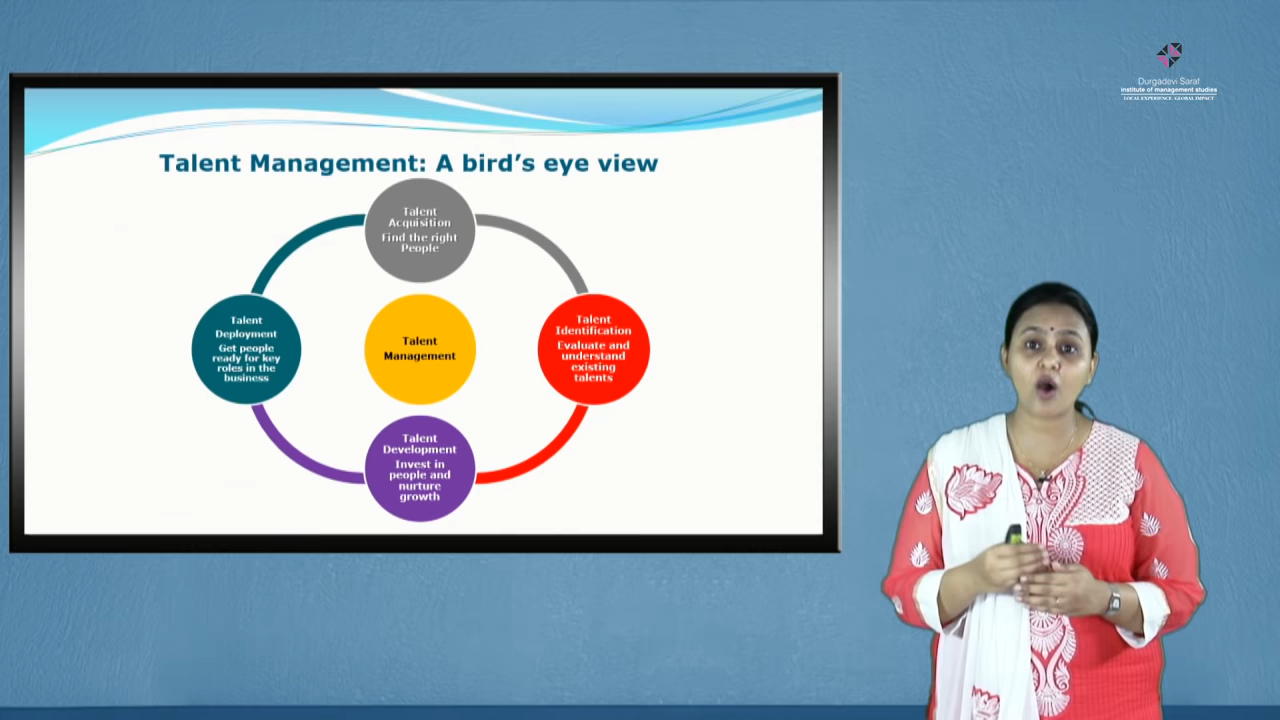 Durgadevi Saraf
institute of management studies
LOCAL EXPERIENCE. GLOBAL IMPACT
Talent Management: A bird's eye view
Talent
Acquisition
Find the right
People
Talent
Identification
Evaluate and
understand
existing
talents
Talent
Development
Invest in
people and
nurture
growth
Talent
Deployment
Get people
ready for key
roles in the
business
Talent
Management